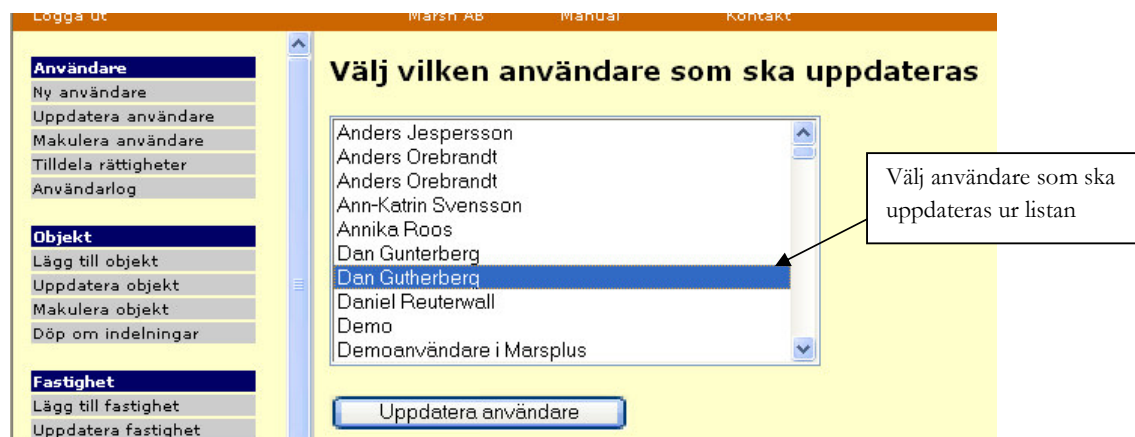 Logga ut Marsh AB Manual Kontakt
Användare
Ny användare
Uppdatera användare
Makulera användare
Tilldela rättigheter
Användarlog
Objekt
Lägg till objekt
Uppdatera objekt
Makulera objekt
Döp om indelningar
Fastighet
Lägg till fastighet
Uppdatera fastighet
Välj vilken användare som ska uppdateras
Anders Jespersson
Anders Orebrandt
Anders Orebrandt
Ann-Katrin Svensson
Annika Roos
Dan Gunterberg
Dan Gutherberg
Daniel Reuterwall
Demo
Demoanvändare i Marsplus
Uppdatera användare
Välj användare som ska
uppdateras ur listan